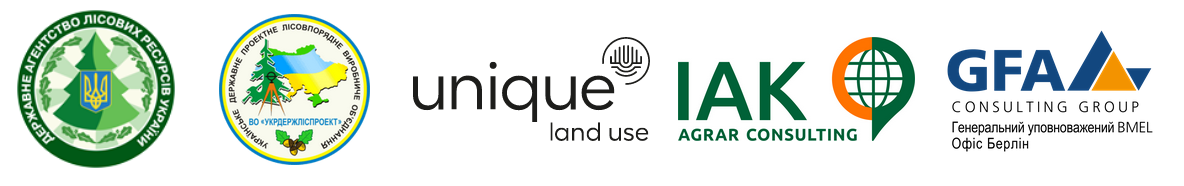 ДЕРЖАВНЕ АГЕНТСТВО ЛІСОВИХ РЕСУРСІВ УКРАЇНИ
УКРАЇНСЬКЕ ДЕРЖАВНЕ ПРОЕКТНЕ ЛІСОВПОРЯДНЕ ВИРОБНИЧЕ ОБ'ЄДНАННЯ
ВО «УКРДЕРЖЛІСПРОЕКТ»
unique
land use
IAK
AGRAR CONSULTING
GFA
CONSULTING GROUP
Генеральний уповноважений BMEL
Офіс Берлін